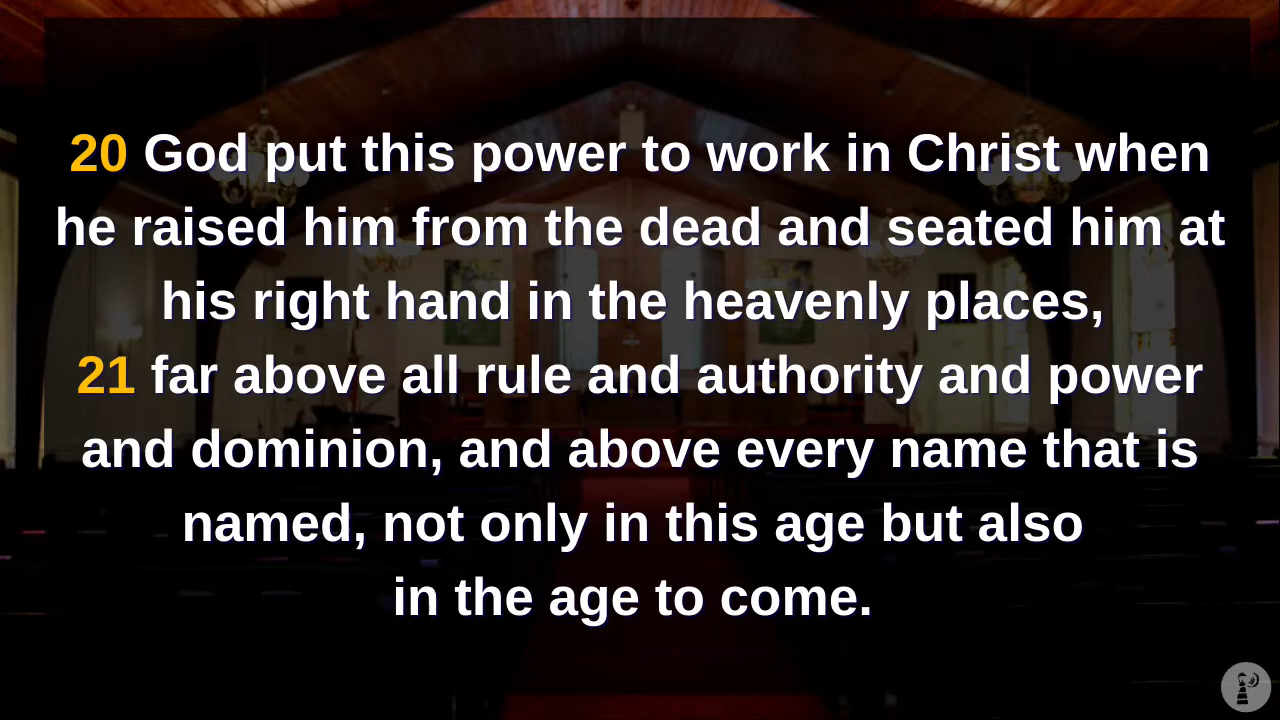 20 God put this power to work in Christ when
he raised him from the dead and seated him at
his right hand in the heavenly places,
21 far above all rule and authority and power
and dominion, and above every name that is
named, not only in this age but also
in the age to come.